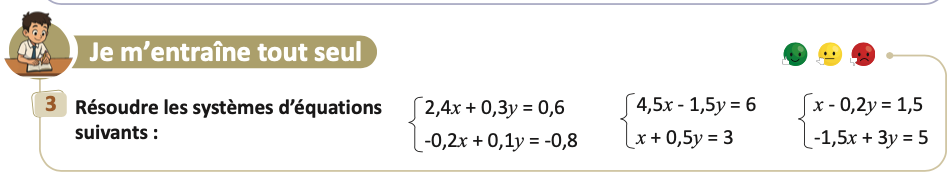 Je m'entraîne tout seul
3 Résoudre les systèmes d'équations
suivants :
2,4x + 0,3y = 0,6
-0,2x + 0,1y = -0,8
4,5x - 1,5y = 6
x + 0,5y = 3
x - 0,2y = 1,5
-1,5x + 3y = 5